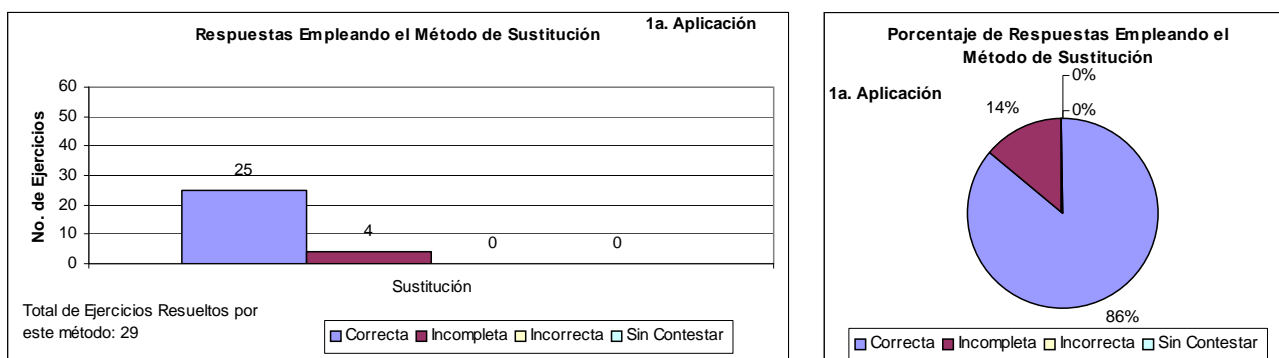 Respuestas Empleando el Método de Sustitución
1a. Aplicación
No. de Ejercicios
60
50
40
30
20
10
0
25
4
0
0
Sustitución
Total de Ejercicios Resueltos por
este método: 29
Correcta Incompleta Incorrecta Sin Contestar
Porcentaje de Respuestas Empleando el
Método de Sustitución
1a. Aplicación
0%
0%
14%
86%
Correcta Incompleta Incorrecta Sin Contestar